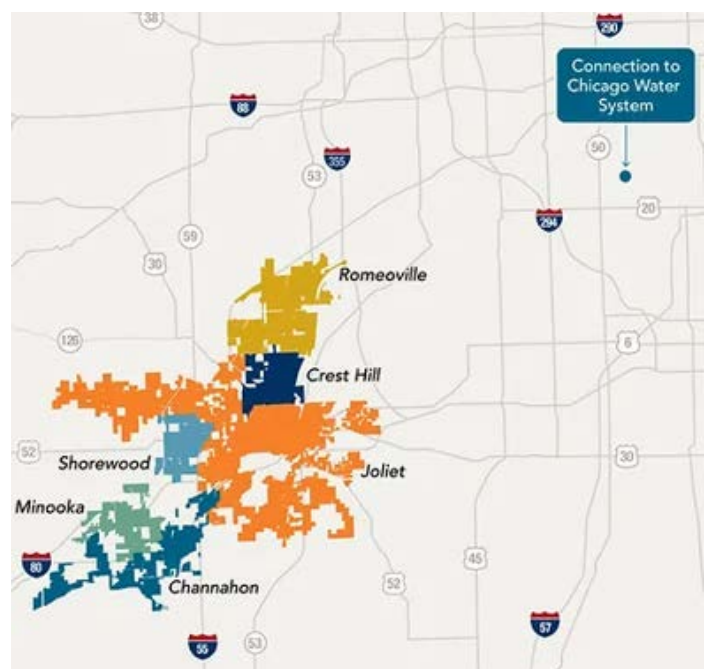 38
290
Connection to
Chicago Water
System
88
50
355
53
20
294
59
30
Romeoville
126
6
Crest Hill
52
Shorewood
30
Joliet
Minooka
80
Channahon
45
52
57
55
53